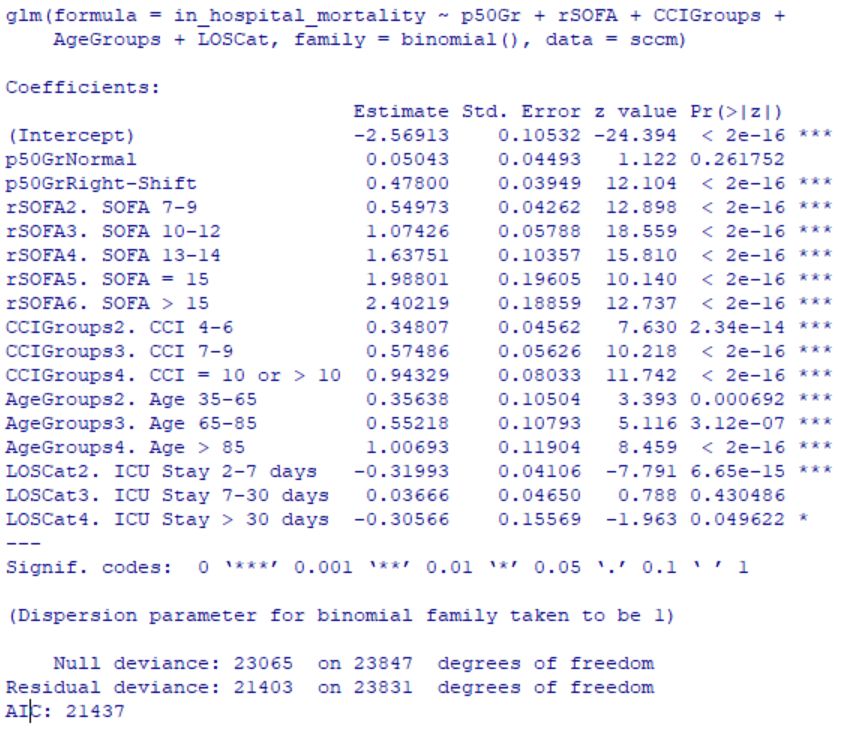 glm(formula = in_hospital_mortality ~ p50Gr + rSOFA + CCIGroups +
    AgeGroups + LOSCat, family = binomial(), data = sccm)
Coefficients:
                              Estimate Std. Error z value Pr(>|z|)
(Intercept)                   -2.56913    0.10532 -24.394  < 2e-16 ***
p50GrNormal                    0.05043    0.04493   1.122 0.261752
p50GrRight-Shift               0.47800    0.03949  12.104  < 2e-16 ***
rSOFA2. SOFA 7-9               0.54973    0.04262  12.898  < 2e-16 ***
rSOFA3. SOFA 10-12             1.07426    0.05788  18.559  < 2e-16 ***
rSOFA4. SOFA 13-14             1.63751    0.10357  15.810  < 2e-16 ***
rSOFA5. SOFA = 15              1.98801    0.19605  10.140  < 2e-16 ***
rSOFA6. SOFA > 15              2.40219    0.18859  12.737  < 2e-16 ***
CCIGroups2. CCI 4-6            0.34807    0.04562   7.630 2.34e-14 ***
CCIGroups3. CCI 7-9            0.57486    0.05626  10.218  < 2e-16 ***
CCIGroups4. CCI = 10 or > 10   0.94329    0.08033  11.742  < 2e-16 ***
AgeGroups2. Age 35-65          0.35638    0.10504   3.393 0.000692 ***
AgeGroups3. Age 65-85          0.55218    0.10793   5.116 3.12e-07 ***
AgeGroups4. Age > 85           1.00693    0.11904   8.459  < 2e-16 ***
LOSCat2. ICU Stay 2-7 days    -0.31993    0.04106  -7.791 6.65e-15 ***
LOSCat3. ICU Stay 7-30 days    0.03666    0.04650   0.788 0.430486
LOSCat4. ICU Stay > 30 days   -0.30566    0.15569  -1.963 0.049622 *
---
Signif. codes:  0 ‘***’ 0.001 ‘**’ 0.01 ‘*’ 0.05 ‘.’ 0.1 ‘ ’ 1
(Dispersion parameter for binomial family taken to be 1)
    Null deviance: 23065  on 23847  degrees of freedom
Residual deviance: 21403  on 23831  degrees of freedom
AIC: 21437